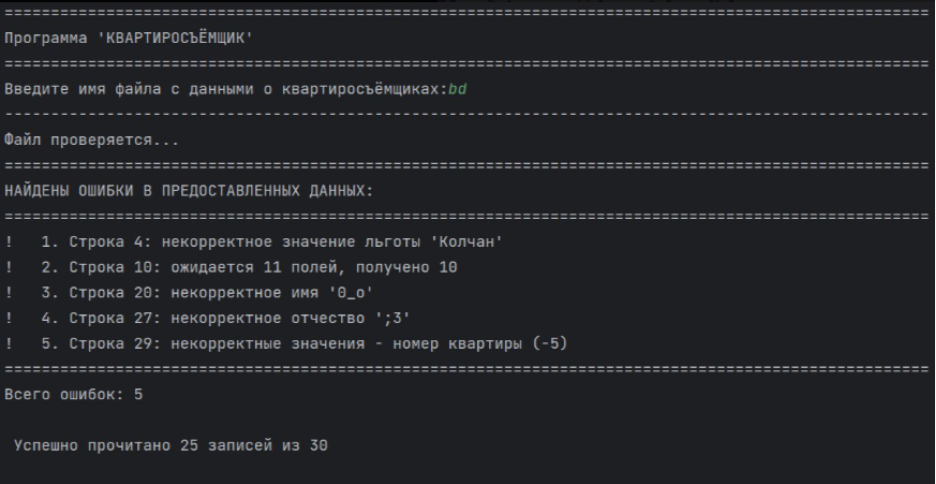 ====================================================================================================
Программа 'КВАРТИРОСЪЁМЩИК'
====================================================================================================
Введите имя файла с данными о квартиросъёмщиках:bd
----------------------------------------------------------------------------------------------------
Файл проверяется...
====================================================================================================
НАЙДЕНЫ ОШИБКИ В ПРЕДОСТАВЛЕННЫХ ДАННЫХ:
====================================================================================================
!   1. Строка 4: некорректное значение льготы 'Колчан'
!   2. Строка 10: ожидается 11 полей, получено 10
!   3. Строка 20: некорректное имя '0_о'
!   4. Строка 27: некорректное отчество ';3'
!   5. Строка 29: некорректные значения - номер квартиры (-5)
====================================================================================================
Всего ошибок: 5
Успешно прочитано 25 записей из 30